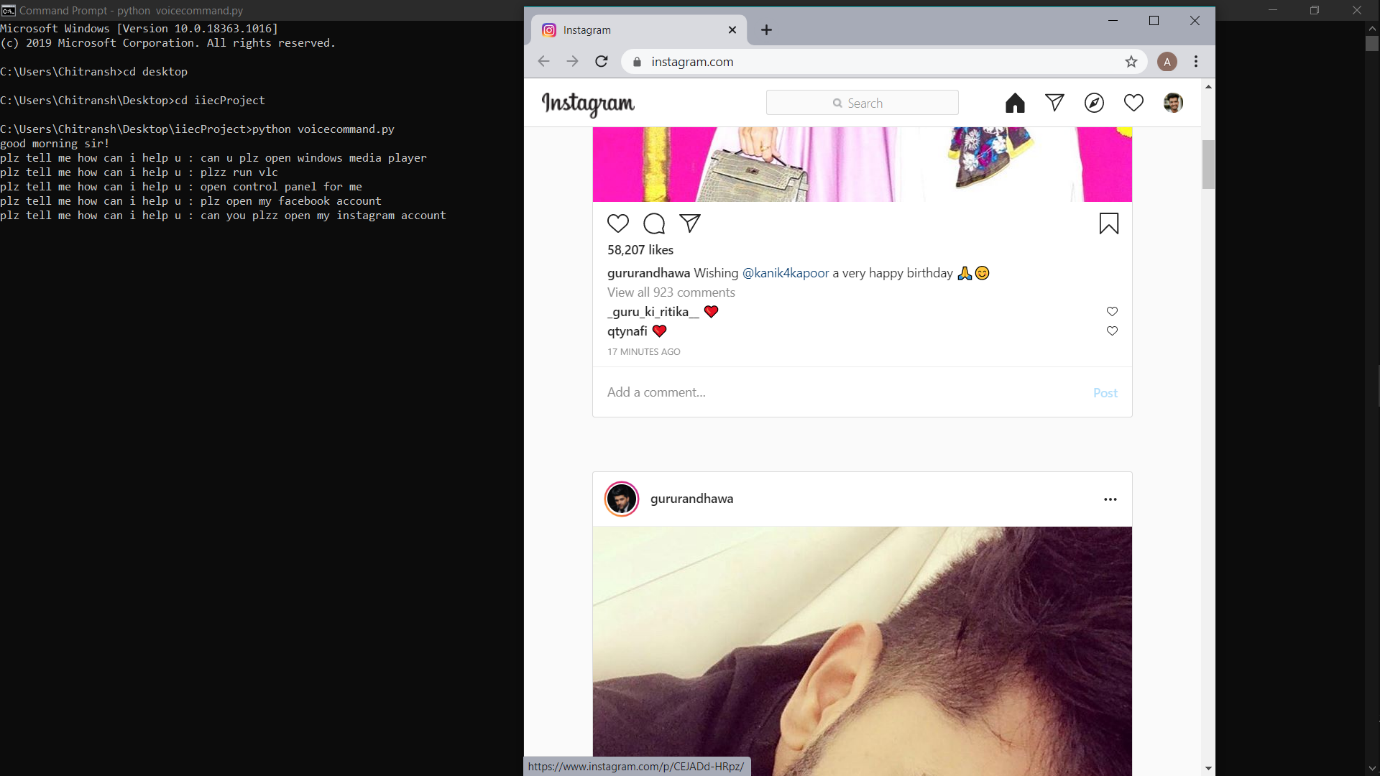 Command Prompt - python  voicecommand.py
Microsoft Windows [Version 10.0.18363.1016]
(c) 2019 Microsoft Corporation. All rights reserved.
C:\Users\Chitransh>cd desktop
C:\Users\Chitransh\Desktop>cd iiecProject
C:\Users\Chitransh\Desktop\iiecProject>python voicecommand.py
good morning sir!
plz tell me how can i help u : can u plz open windows media player
plz tell me how can i help u : plzz run vlc
plz tell me how can i help u : open control panel for me
plz tell me how can i help u : plz open my facebook account
plz tell me how can i help u : can you plzz open my instagram account
Instagram
instagram.com
A
Instagram
Search
58,207 likes
gururandhawa Wishing @kanik4kapoor a very happy birthday 🙏😊
View all 923 comments
_guru_ki_ritika__ ❤️
qtynafi ❤️
17 MINUTES AGO
Add a comment...
Post
gururandhawa
https://www.instagram.com/p/CEJADd-HRpz/